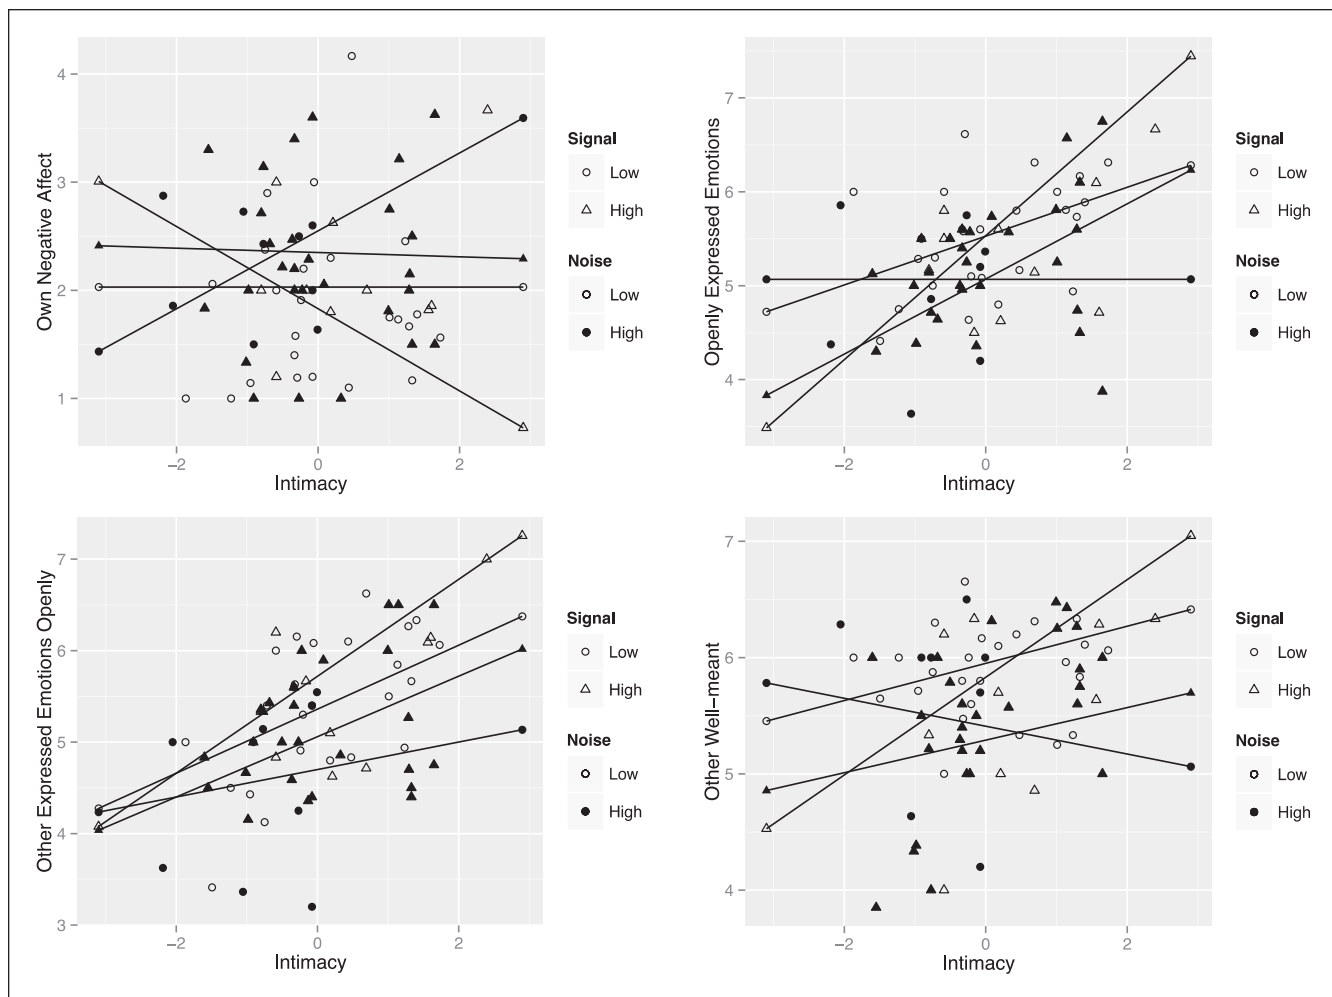 Own Negative Affect
4
3
2
1
−2
0
2
Intimacy
Signal
Low
High
Noise
Low
High
Openly Expressed Emotions
7
6
5
4
−2
0
2
Intimacy
Signal
Low
High
Noise
Low
High
Other Expressed Emotions Openly
7
6
5
4
3
−2
0
2
Intimacy
Signal
Low
High
Noise
Low
High
Other Well−meant
7
6
5
4
−2
0
2
Intimacy
Signal
Low
High
Noise
Low
High